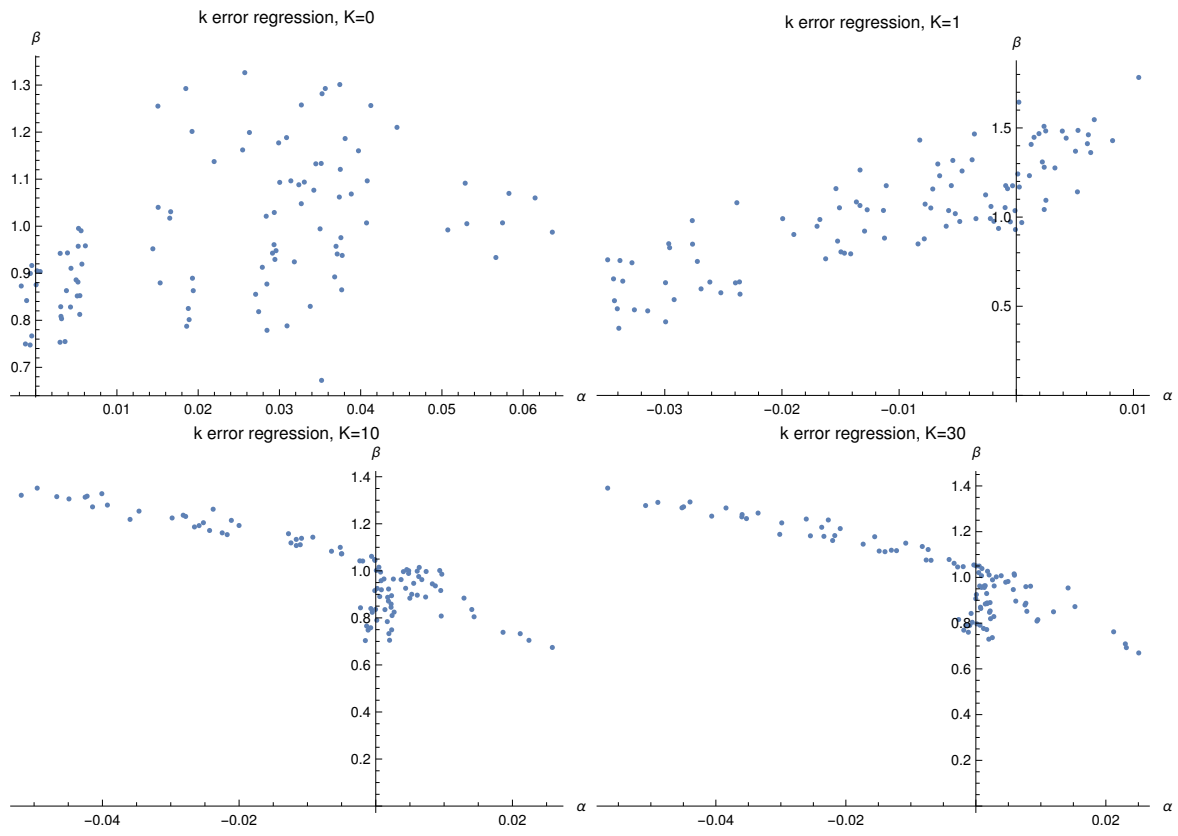 k error regression, K=0
β
1.3
1.2
1.1
1.0
0.9
0.8
0.7
0.01 0.02 0.03 0.04 0.05 0.06 α
k error regression, K=1
β
1.5
1.0
0.5
−0.03 −0.02 −0.01 0.01 α
k error regression, K=10
β
1.4
1.2
1.0
0.8
0.6
0.4
0.2
−0.04 −0.02 0.02 α
k error regression, K=30
β
1.4
1.2
1.0
0.8
0.6
0.4
0.2
−0.04 −0.02 0.02 α